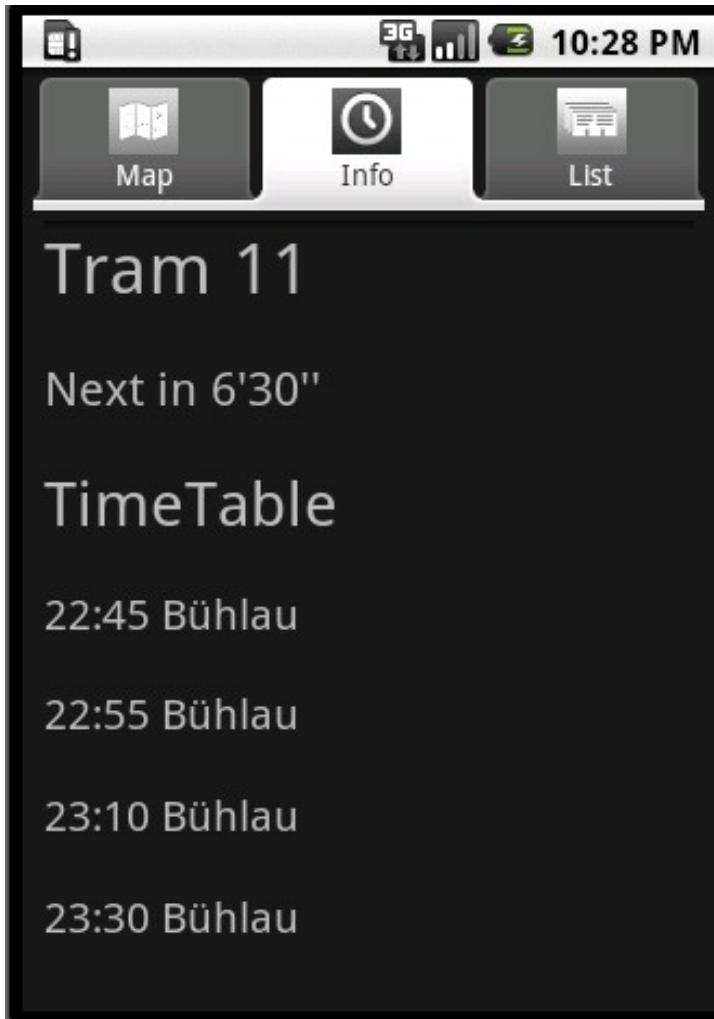 3G 10:28 PM
Map Info List
Tram 11
Next in 6'30''
TimeTable
22:45 Bühlau
22:55 Bühlau
23:10 Bühlau
23:30 Bühlau